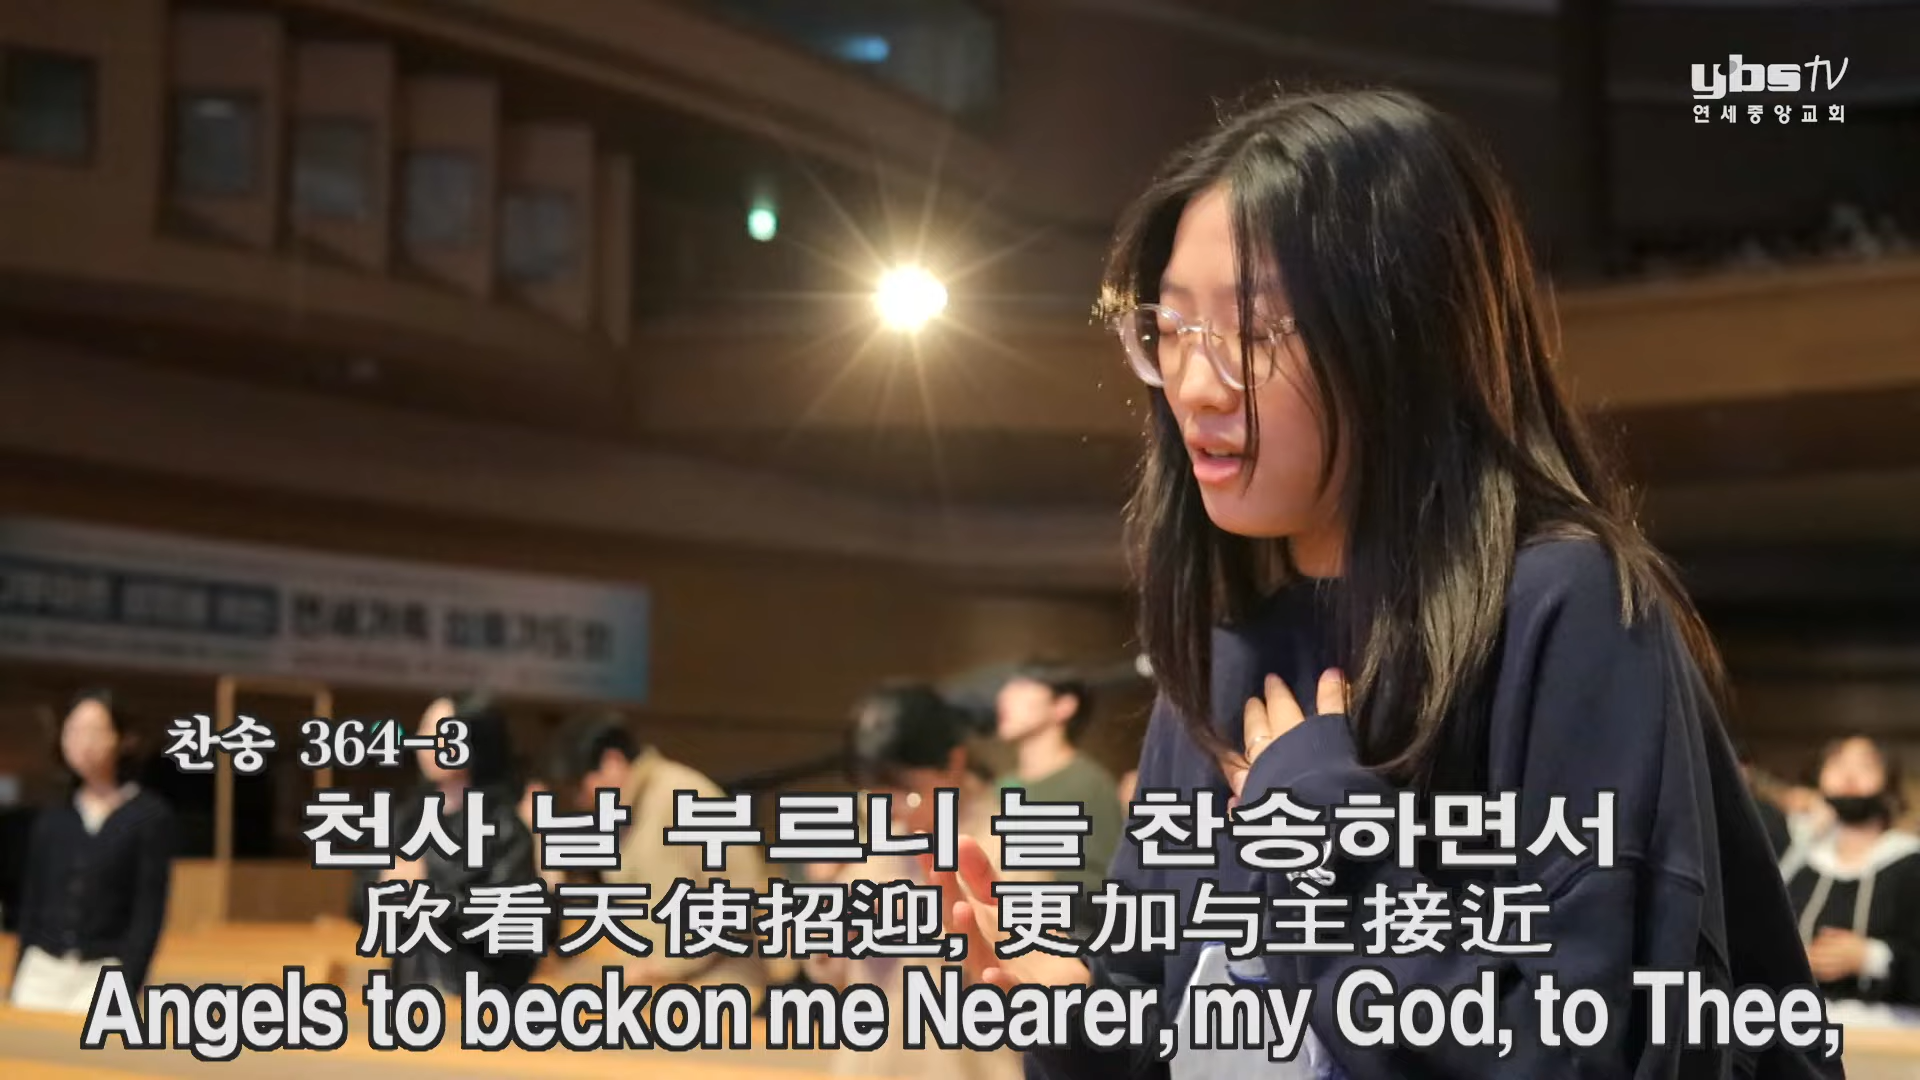 ybstv
연세중앙교회
찬송 364-3
천사 날 부르니 늘 찬송하면서
欣看天使招迎, 更加与主接近
Angels to beckon me Nearer, my God, to Thee,